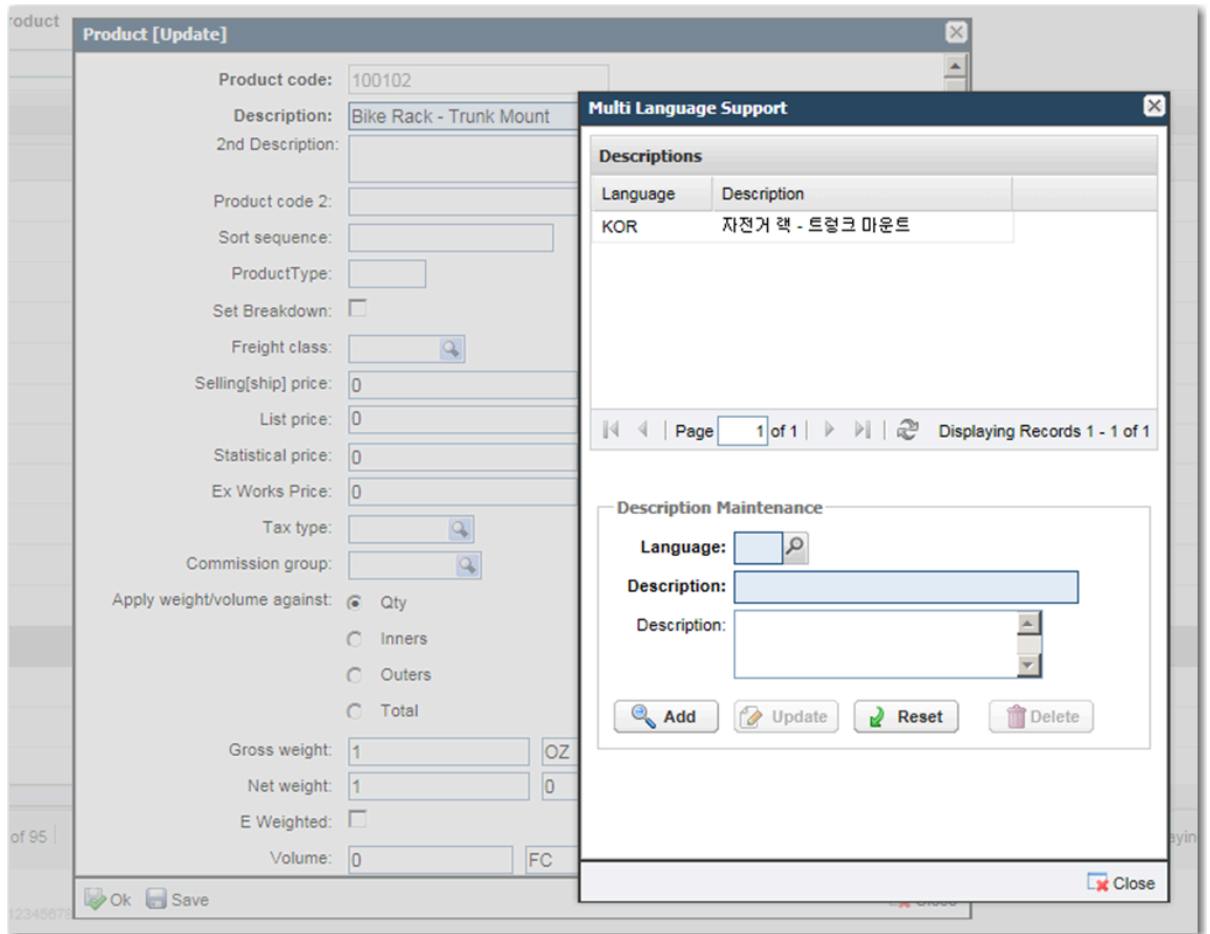 roduct
Product [Update]
Product code: 100102
Description: Bike Rack - Trunk Mount
2nd Description:
Product code 2:
Sort sequence:
ProductType:
Set Breakdown:
Freight class:
Selling[ship] price: 0
List price: 0
Statistical price: 0
Ex Works Price: 0
Tax type:
Commission group:
Apply weight/volume against: Qty
Inners
Outers
Total
Gross weight: 1 OZ
Net weight: 1 0
E Weighted:
Volume: 0 FC
Ok Save
of 95
Multi Language Support
Descriptions
Language Description
KOR 자전거 랙 - 트렁크 마운트
Page 1 of 1 Displaying Records 1 - 1 of 1
Description Maintenance
Language:
Description:
Description:
Add Update Reset Delete
Close